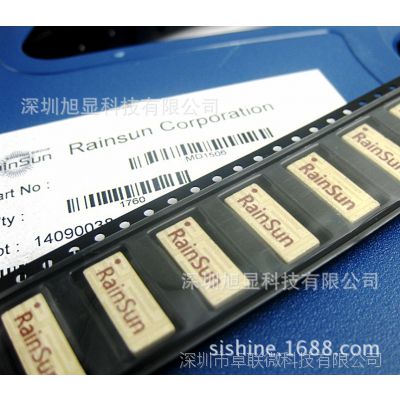 深圳旭显科技有限公司
RainSun
Rainsun Corporation
MD1506
art No :
1760
ty :
ot : 14090038
RainSun
RainSun
RainSun
RainSun
RainSun
深圳旭显科技有限公司
sishine.1688.com
深圳市卓联微科技有限公司